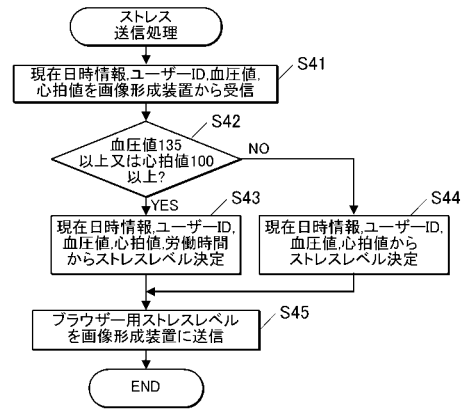 ストレス
送信処理
S41
現在日時情報,ユーザーID,血圧値,
心拍値を画像形成装置から受信
S42
血圧値135
以上又は心拍値100
以上?
NO
YES
S43
現在日時情報,ユーザーID,
血圧値,心拍値,労働時間
からストレスレベル決定
S44
現在日時情報,ユーザーID,
血圧値,心拍値から
ストレスレベル決定
S45
ブラウザー用ストレスレベル
を画像形成装置に送信
END